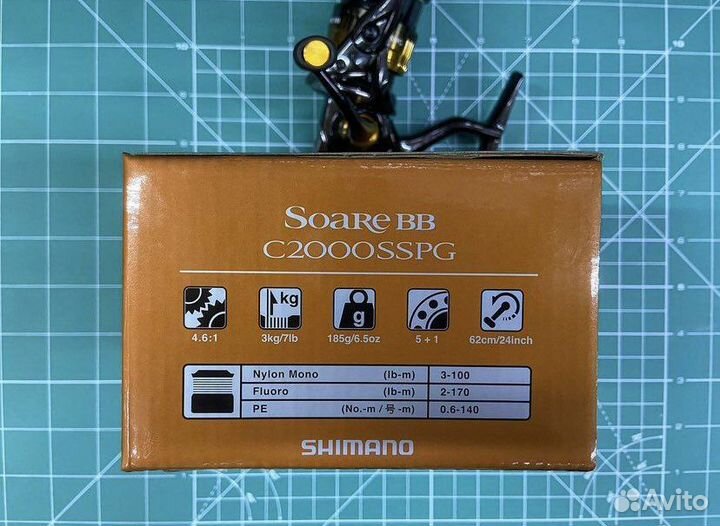 SOARE BB
C2000SSPG
kg
g
4.6:1
3kg/7lb
185g/6.5oz
5 + 1
62cm/24inch
Nylon Mono (lb-m) 3-100
Fluoro (lb-m) 2-170
PE (No.-m / 号 -m) 0.6-140
SHIMANO
Avito